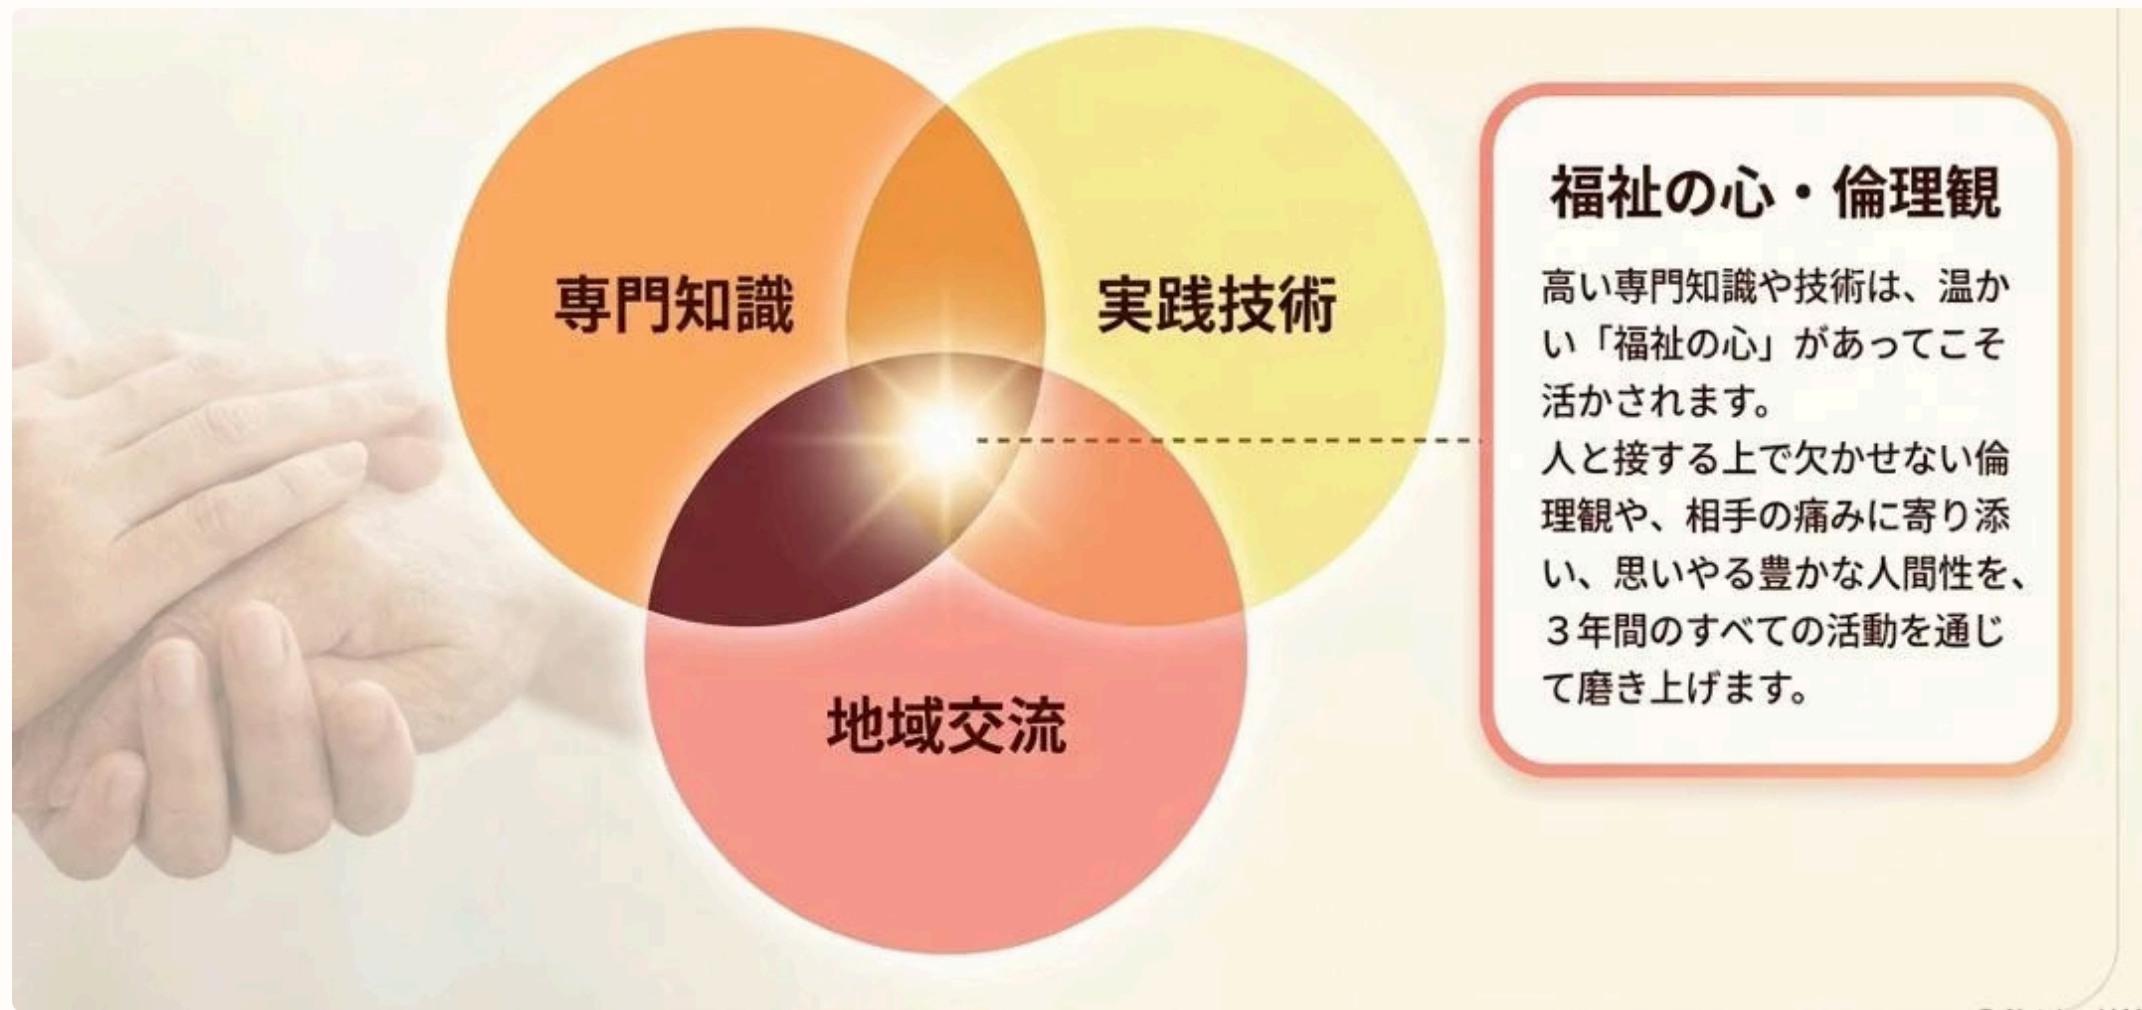 専門知識
実践技術
地域交流
福祉の心・倫理観
高い専門知識や技術は、温か
い「福祉の心」があってこそ
活かされます。
人と接する上で欠かせない倫
理観や、相手の痛みに寄り添
い、思いやる豊かな人間性を、
３年間のすべての活動を通じ
て磨き上げます。